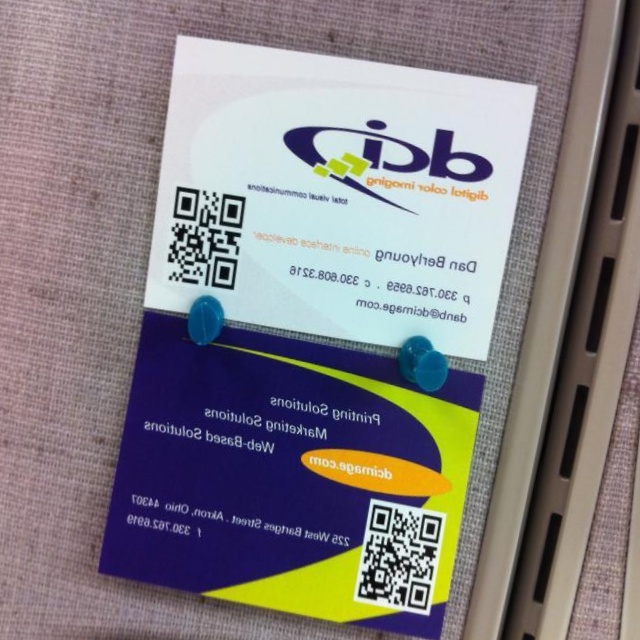 dci
digital color imaging
total visual communications
Dan Berlyoung online interface developer
p 330.762.6959 . c 330.608.3216
danb@dcimage.com
Printing Solutions
Marketing Solutions
Web-Based Solutions
dcimage.com
225 West Bartges Street . Akron, Ohio 44307
f 330.762.6919